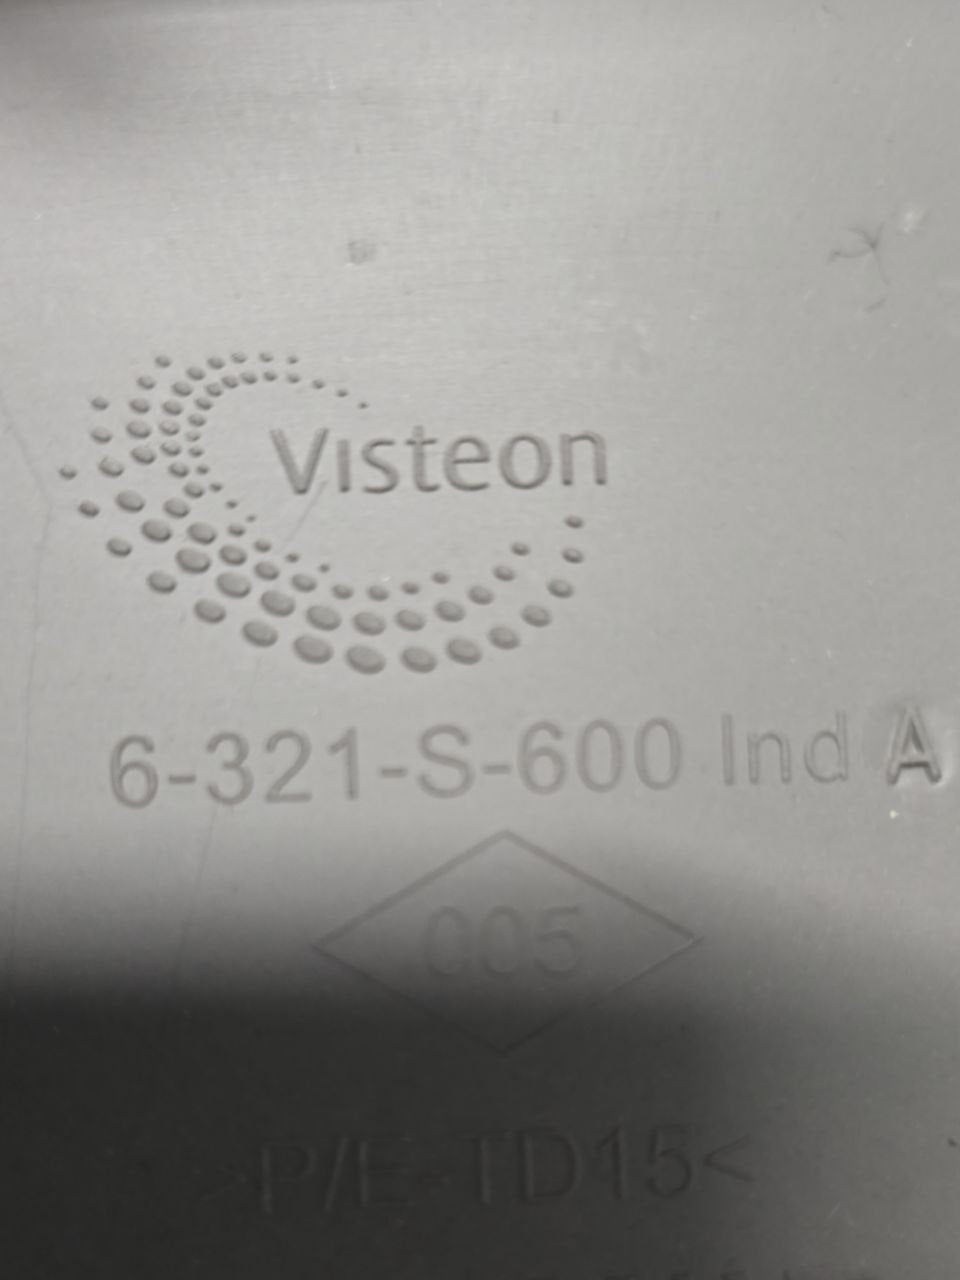 Visteon
6-321-S-600 Ind A
005
>P/E-TD15<